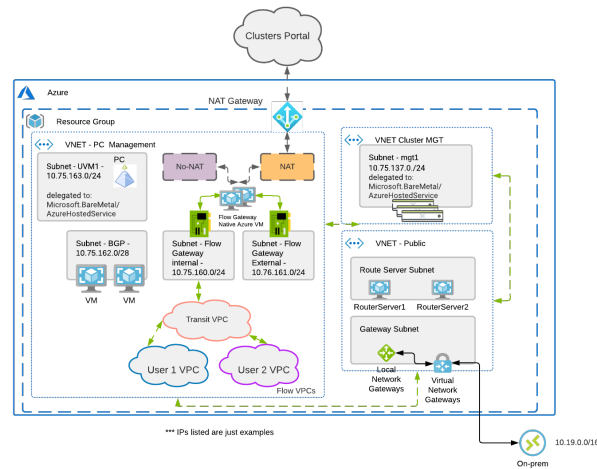 Clusters Portal
Azure
NAT Gateway
Resource Group
VNET - PC  Management
Subnet - UVM1 -
10.75.163.0/24
delegated to:
Microsoft.BareMetal/
AzureHostedService
PC
No-NAT
NAT
Flow Gateway
Native Azure VM
Subnet - BGP -
10.75.162.0/28
VM
VM
Subnet - Flow
Gateway
internal -
10.75.160.0/24
Subnet - Flow
Gateway
External -
10.76.161.0/24
Transit VPC
User 1 VPC
User 2 VPC
Flow VPCs
VNET Cluster MGT
Subnet - mgt1
10.75.137.0./24
delegated to:
Microsoft.BareMetal/
AzureHostedService
VNET - Public
Route Server Subnet
RouterServer1
RouterServer2
Gateway Subnet
Local
Network
Gateways
Virtual
Network
Gateways
*** IPs listed are just examples
10.19.0.0/16
On-prem